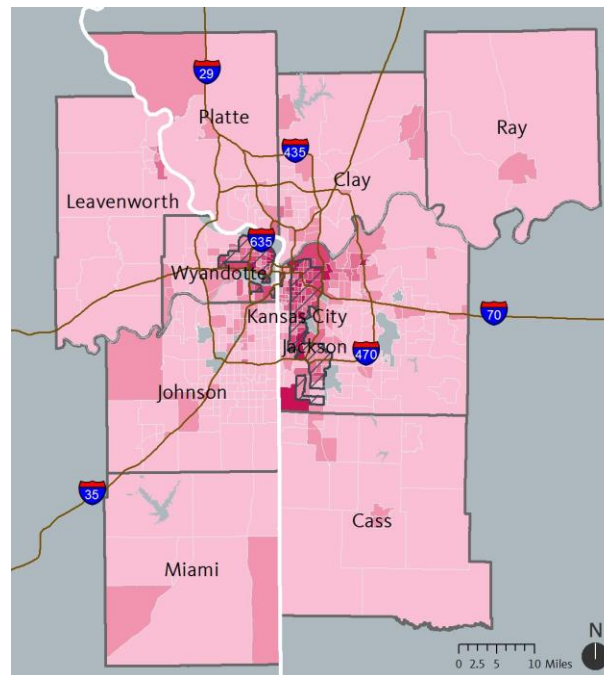 29
Platte
Ray
435
Clay
Leavenworth
635
Wyandotte
Kansas City
70
Jackson
470
Johnson
35
Cass
Miami
N
0 2.5 5 10 Miles